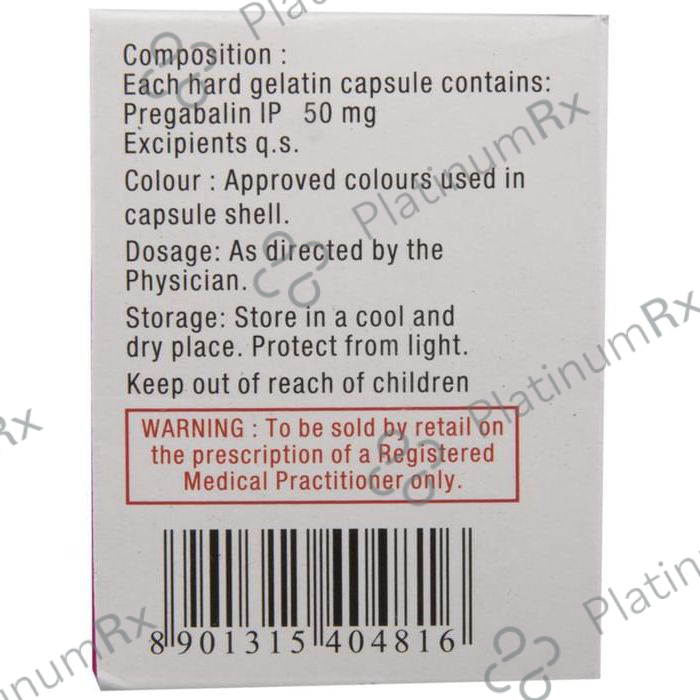 Composition :
Each hard gelatin capsule contains:
Pregabalin IP 50 mg
Excipients q.s.
Colour : Approved colours used in
capsule shell.
Dosage: As directed by the
Physician.
Storage: Store in a cool and
dry place. Protect from light.
Keep out of reach of children
WARNING : To be sold by retail on
the prescription of a Registered
Medical Practitioner only.
8 901315 404816
PlatinumRx
PlatinumRx
PlatinumRx